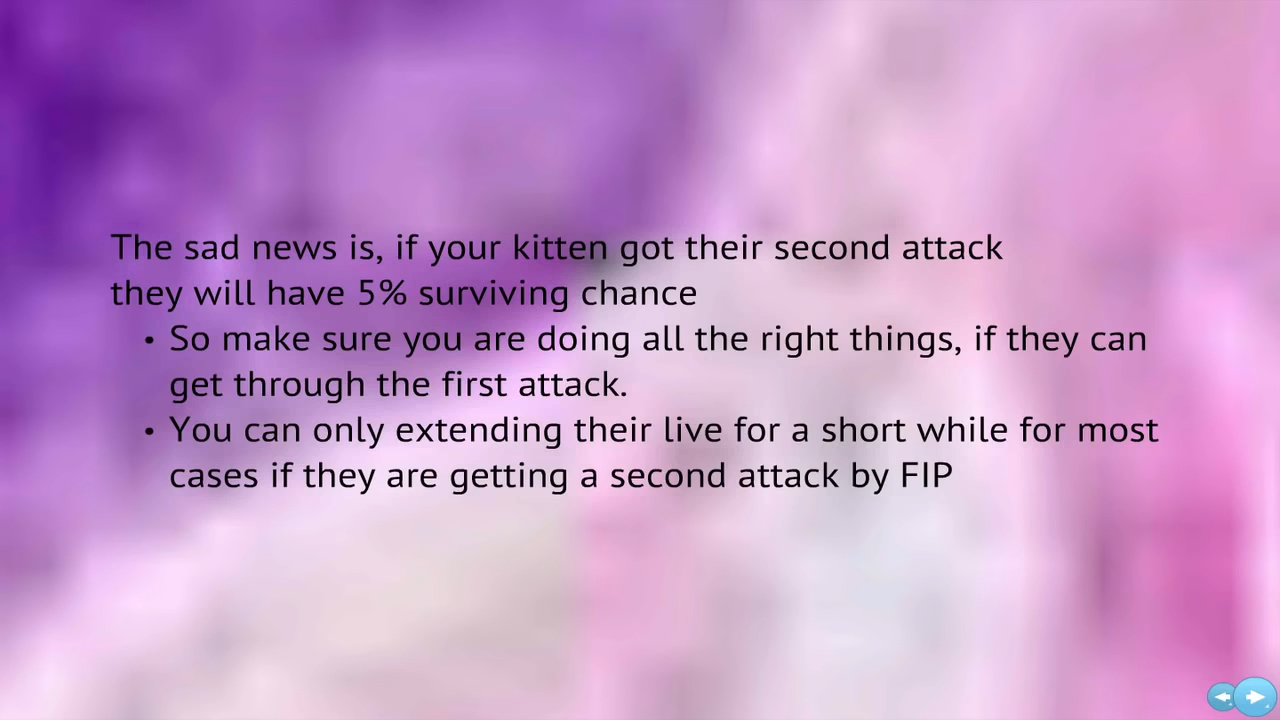 The sad news is, if your kitten got their second attack
they will have 5% surviving chance
• So make sure you are doing all the right things, if they can
get through the first attack.
• You can only extending their live for a short while for most
cases if they are getting a second attack by FIP